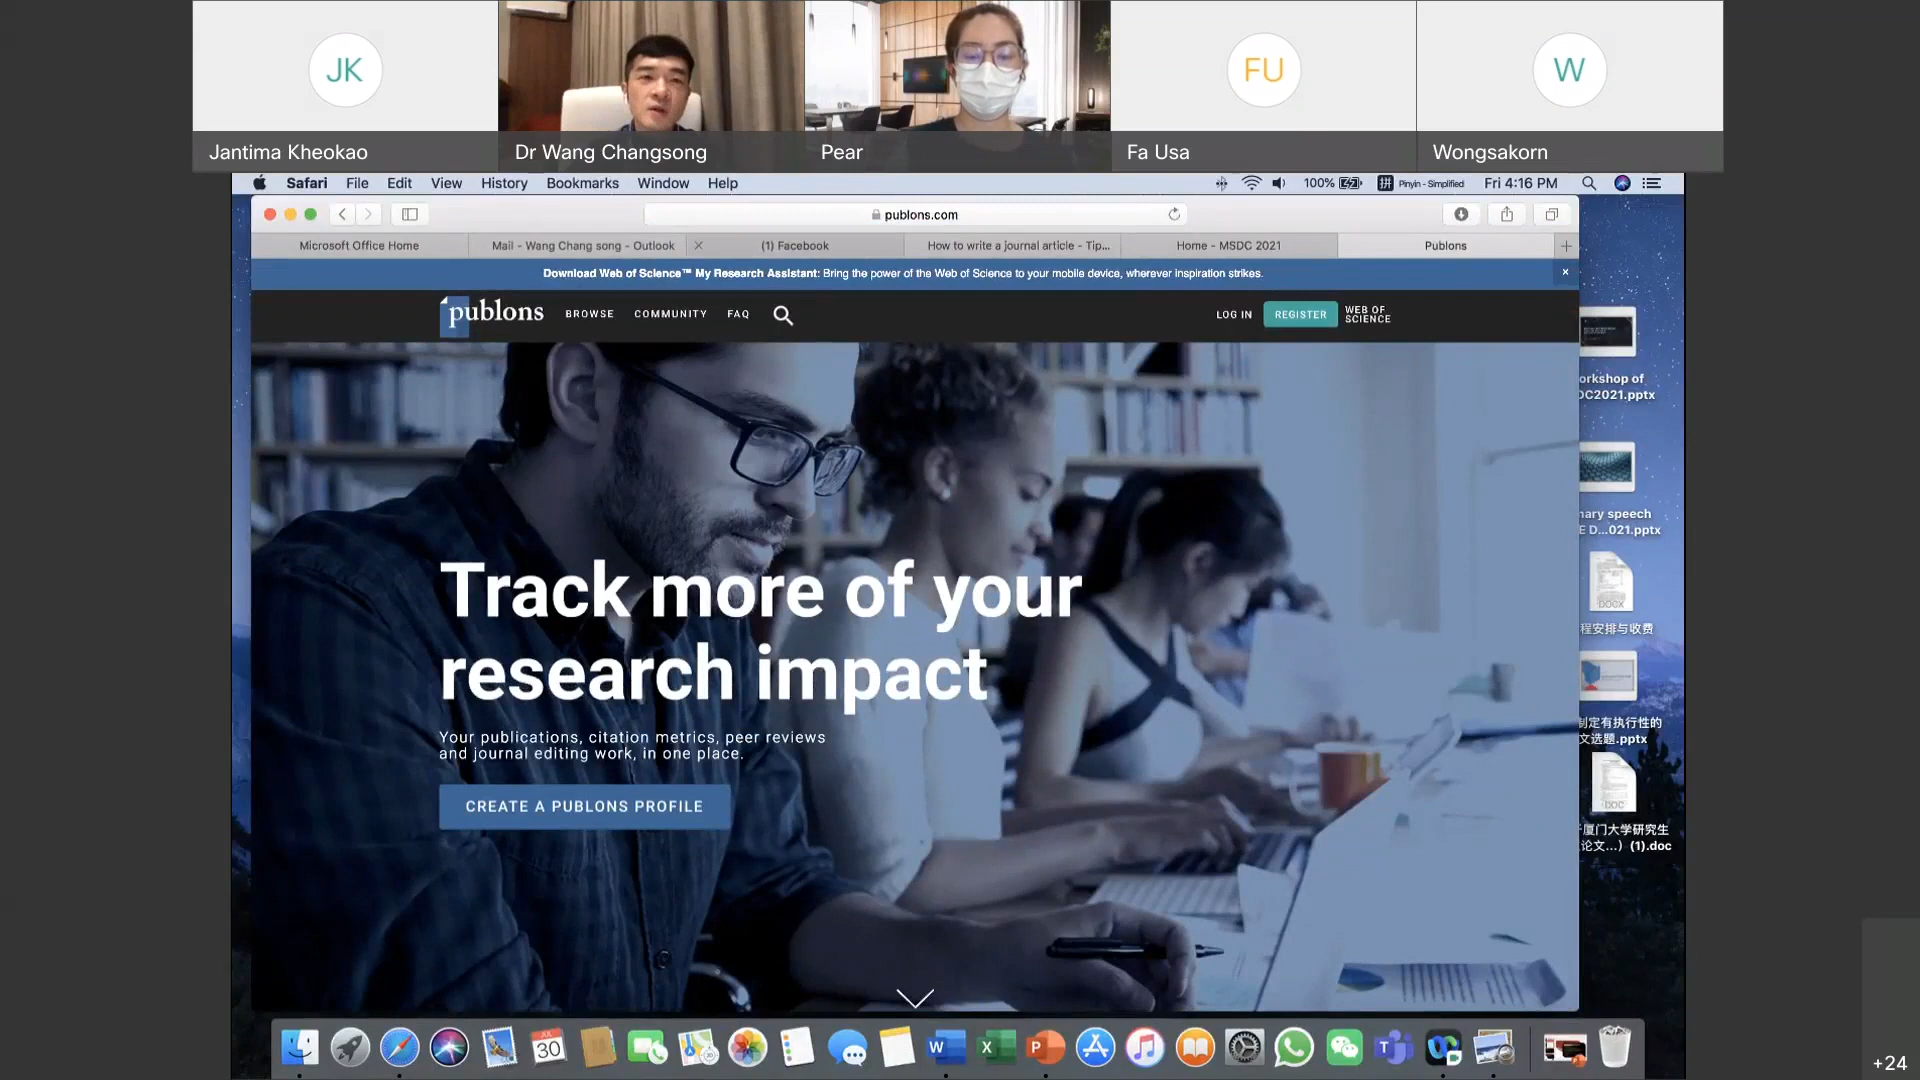 JK
FU
W
Jantima Kheokao
Dr Wang Changsong
Pear
Fa Usa
Wongsakorn
Safari File Edit View History Bookmarks Window Help
100% Pinyin - Simplified Fri 4:16 PM
publons.com
Microsoft Office Home
Mail - Wang Chang song - Outlook
(1) Facebook
How to write a journal article - Tip...
Home - MSDC 2021
Publons
Download Web of Science™ My Research Assistant: Bring the power of the Web of Science to your mobile device, wherever inspiration strikes.
publons BROWSE COMMUNITY FAQ
LOG IN REGISTER WEB OF
SCIENCE
Track more of your
research impact
Your publications, citation metrics, peer reviews
and journal editing work, in one place.
CREATE A PUBLONS PROFILE
orkshop of
DC2021.pptx
nary speech
E D...021.pptx
DOCX
程安排与收费
制定有执行性的
文选题.pptx
DOC
厦门大学研究生
论文...）(1).doc
JUL
30
+24